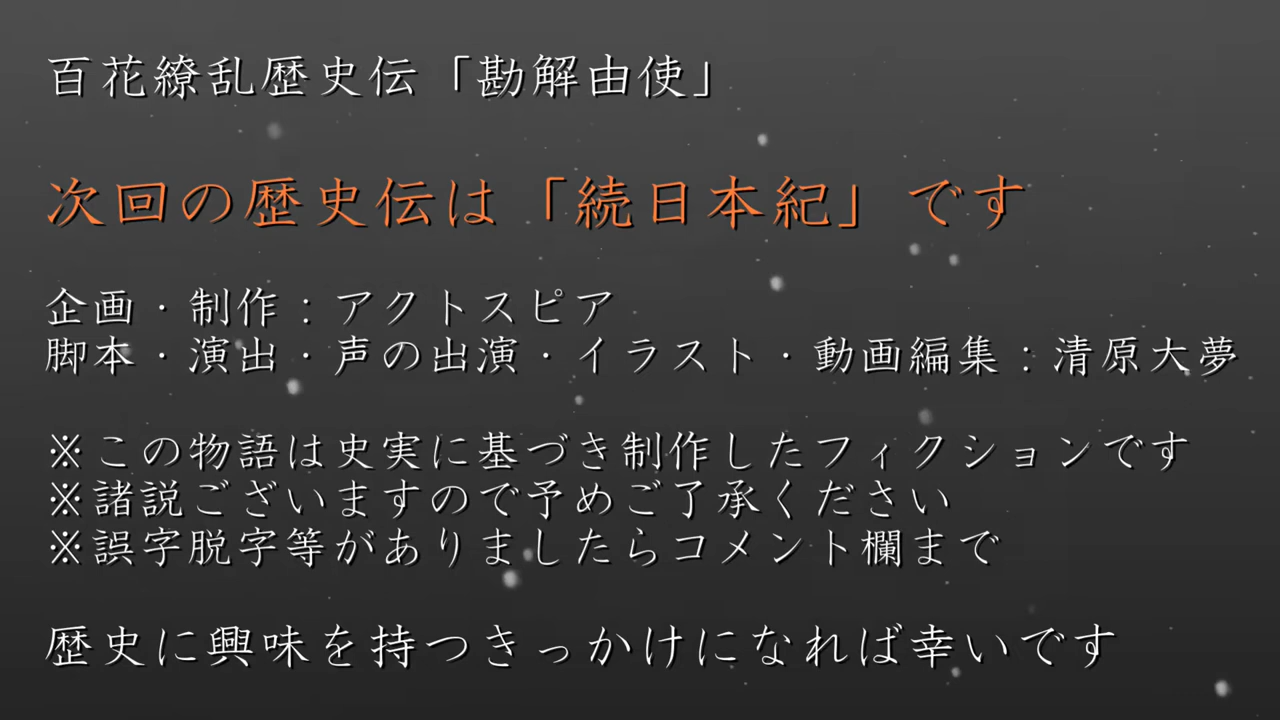 百花繚乱歴史伝「勘解由使」
次回の歴史伝は「続日本紀」です
企画・制作：アクトスピア
脚本・演出・声の出演・イラスト・動画編集：清原大夢
※この物語は史実に基づき制作したフィクションです
※諸説ございますので予めご了承ください
※誤字脱字等がありましたらコメント欄まで
歴史に興味を持つきっかけになれば幸いです